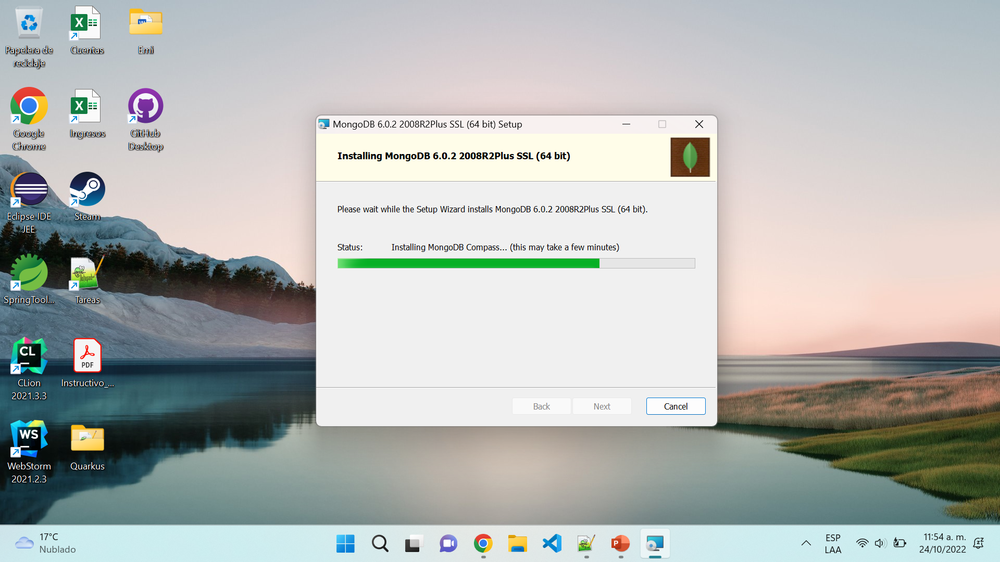 Papelera de
reciclaje
Cuentas
Emi
Google
Chrome
Ingresos
GitHub
Desktop
Eclipse IDE
JEE
Steam
SpringTool...
Tareas
CL
CLion
2021.3.3
PDF
Instructivo_...
WS
WebStorm
2021.2.3
Quarkus
MongoDB 6.0.2 2008R2Plus SSL (64 bit) Setup
Installing MongoDB 6.0.2 2008R2Plus SSL (64 bit)
Please wait while the Setup Wizard installs MongoDB 6.0.2 2008R2Plus SSL (64 bit).
Status: Installing MongoDB Compass... (this may take a few minutes)
Back
Next
Cancel
17°C
Nublado
ESP
LAA
11:54 a. m.
24/10/2022